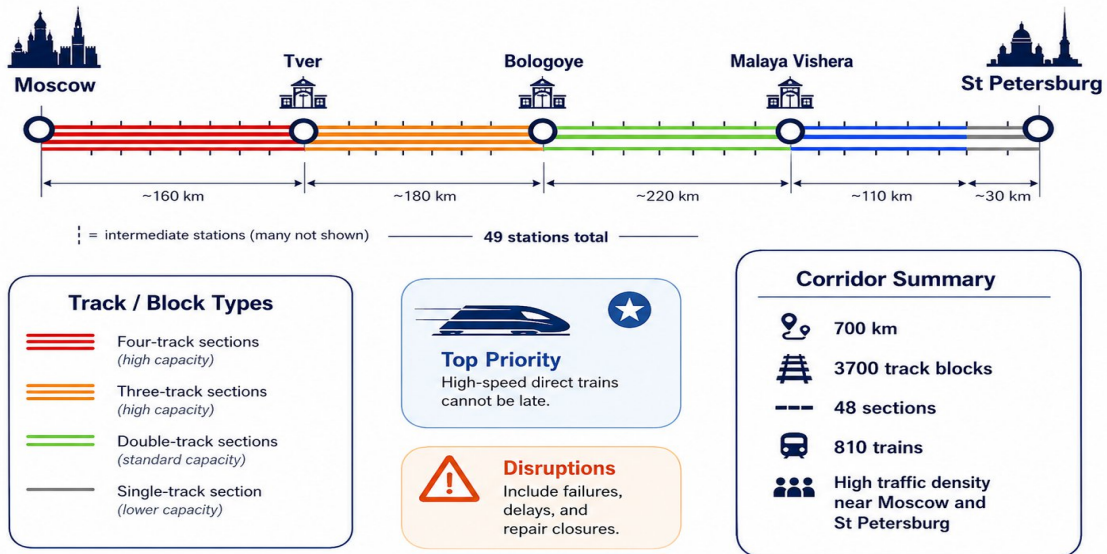 Moscow
Tver
Bologoye
Malaya Vishera
St Petersburg
~160 km
~180 km
~220 km
~110 km
~30 km
= intermediate stations (many not shown)
49 stations total
Track / Block Types
Four-track sections
(high capacity)
Three-track sections
(high capacity)
Double-track sections
(standard capacity)
Single-track section
(lower capacity)
Top Priority
High-speed direct trains
cannot be late.
Disruptions
Include failures,
delays, and
repair closures.
Corridor Summary
700 km
3700 track blocks
48 sections
810 trains
High traffic density
near Moscow and
St Petersburg